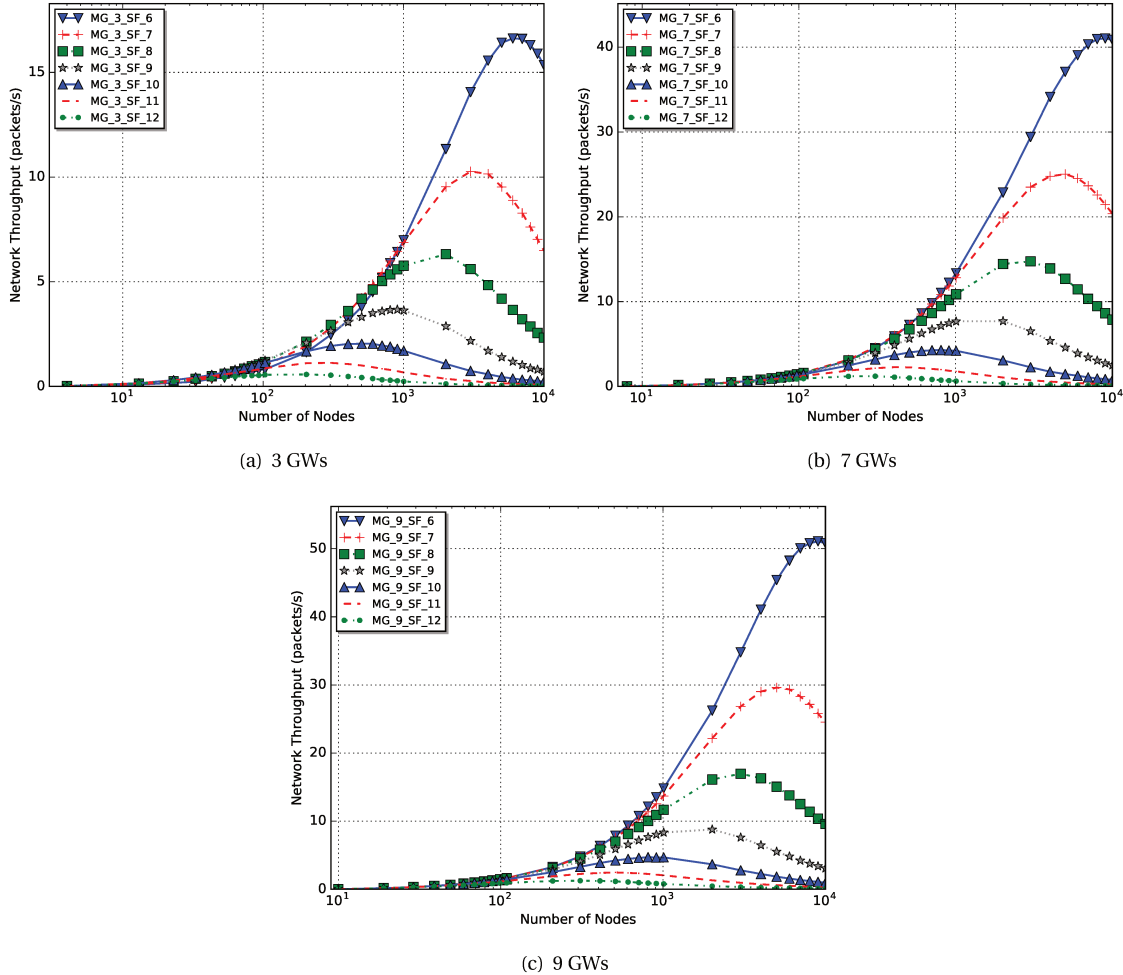 MG_3_SF_6
MG_3_SF_7
MG_3_SF_8
MG_3_SF_9
MG_3_SF_10
MG_3_SF_11
MG_3_SF_12
Network Throughput (packets/s)
15
10
5
0
10¹
10²
10³
10⁴
Number of Nodes
(a) 3 GWs
MG_7_SF_6
MG_7_SF_7
MG_7_SF_8
MG_7_SF_9
MG_7_SF_10
MG_7_SF_11
MG_7_SF_12
Network Throughput (packets/s)
40
30
20
10
0
10¹
10²
10³
10⁴
Number of Nodes
(b) 7 GWs
MG_9_SF_6
MG_9_SF_7
MG_9_SF_8
MG_9_SF_9
MG_9_SF_10
MG_9_SF_11
MG_9_SF_12
Network Throughput (packets/s)
50
40
30
20
10
0
10¹
10²
10³
10⁴
Number of Nodes
(c) 9 GWs